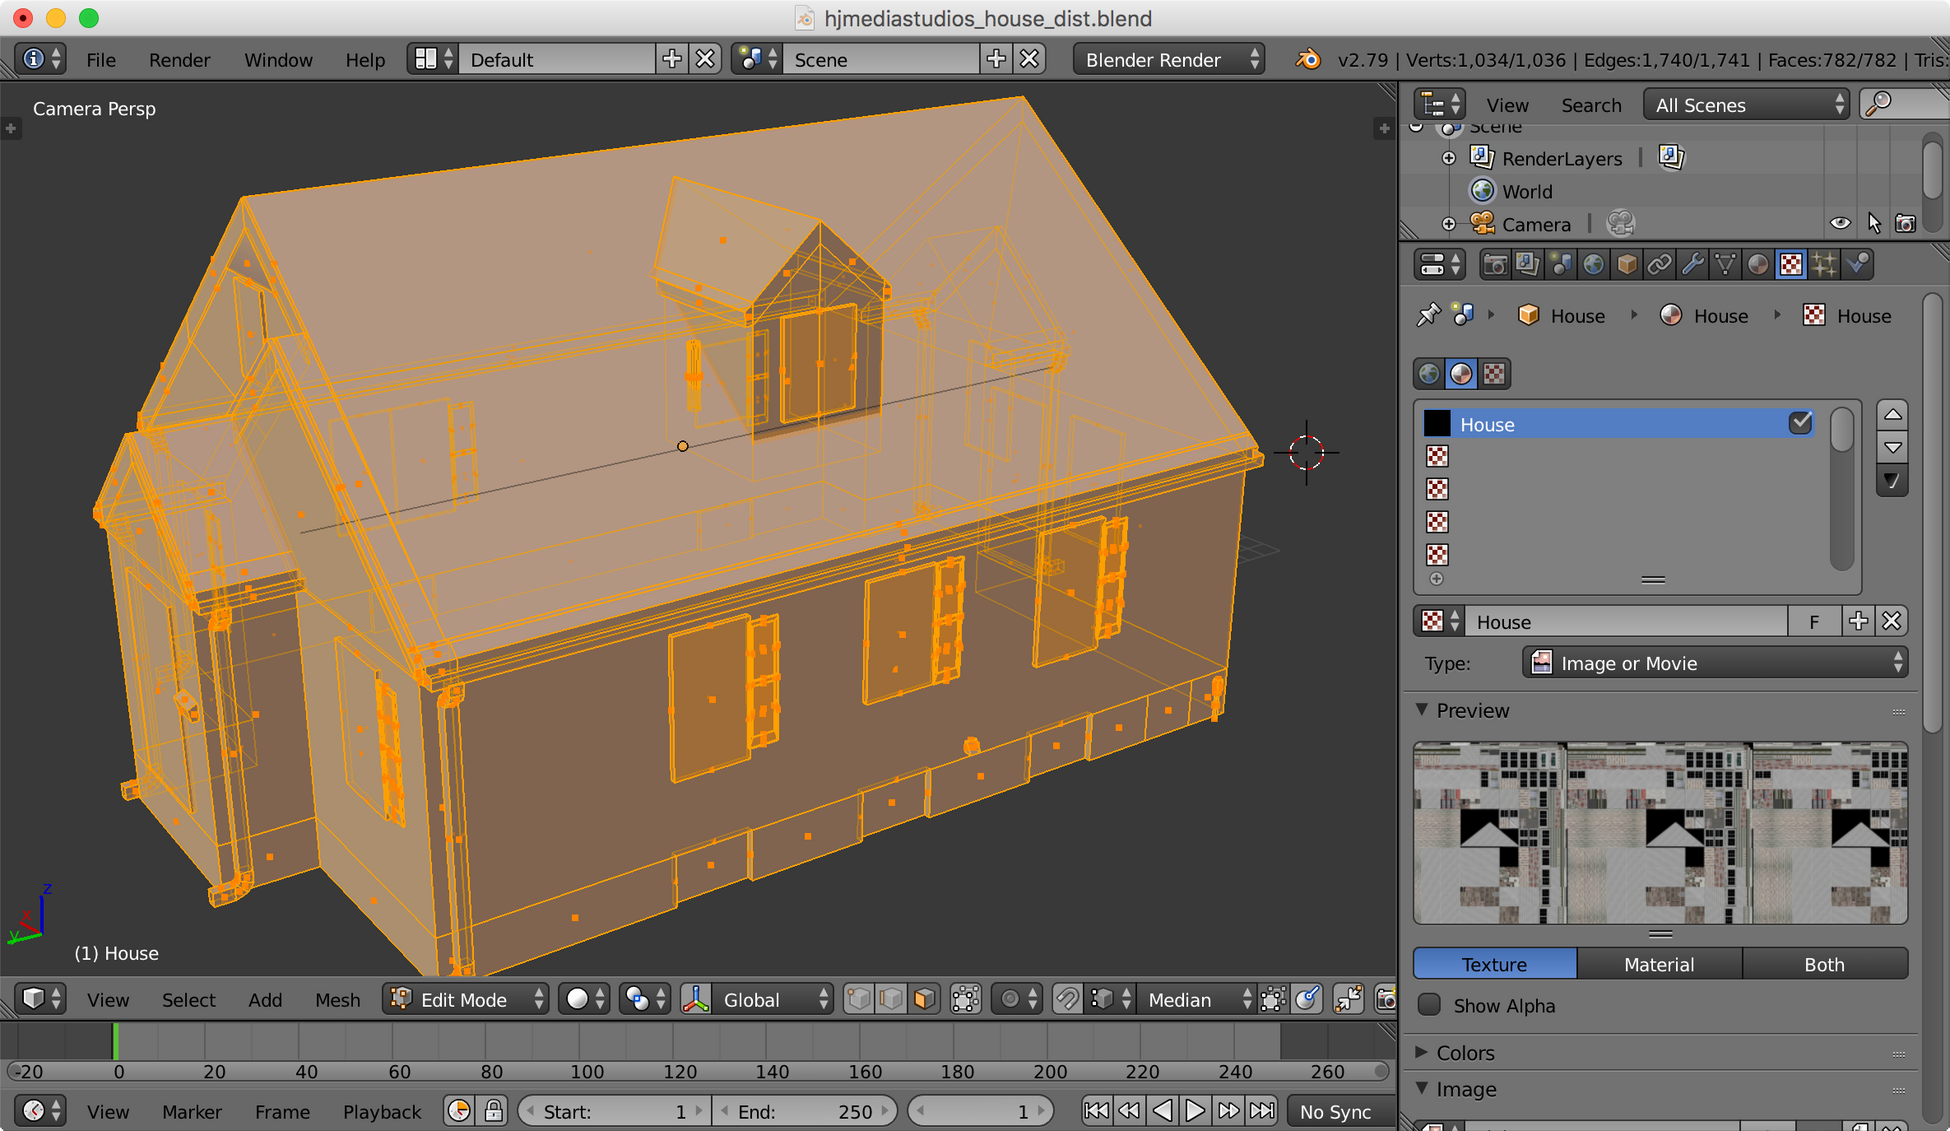 hjmediastudios_house_dist.blend
File Render Window Help Default Scene Blender Render v2.79 | Verts:1,034/1,036 | Edges:1,740/1,741 | Faces:782/782 | Tris:
Camera Persp
View Search All Scenes
Scene
RenderLayers
World
Camera
House House House
House
House F
Type: Image or Movie
Preview
Texture Material Both
Show Alpha
Colors
Image
z
x
y
(1) House
View Select Add Mesh Edit Mode Global Median
-20 0 20 40 60 80 100 120 140 160 180 200 220 240 260
View Marker Frame Playback Start: 1 End: 250 1 No Sync